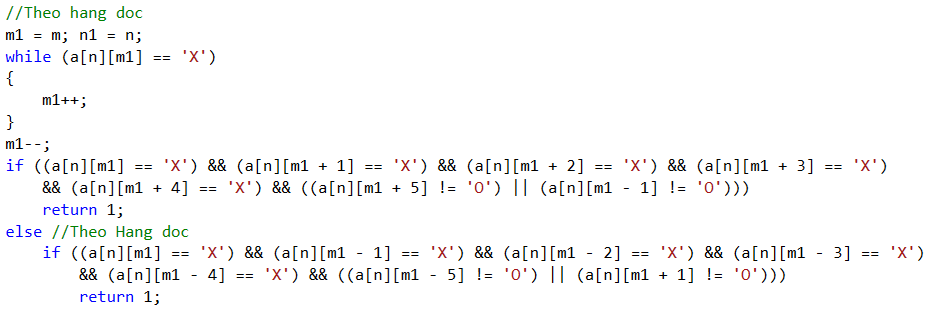 //Theo hang doc
m1 = m; n1 = n;
while (a[n][m1] == 'X')
{
    m1++;
}
m1--;
if ((a[n][m1] == 'X') && (a[n][m1 + 1] == 'X') && (a[n][m1 + 2] == 'X') && (a[n][m1 + 3] == 'X')
    && (a[n][m1 + 4] == 'X') && ((a[n][m1 + 5] != 'O') || (a[n][m1 - 1] != 'O')))
    return 1;
else //Theo Hang doc
    if ((a[n][m1] == 'X') && (a[n][m1 - 1] == 'X') && (a[n][m1 - 2] == 'X') && (a[n][m1 - 3] == 'X')
        && (a[n][m1 - 4] == 'X') && ((a[n][m1 - 5] != 'O') || (a[n][m1 + 1] != 'O')))
        return 1;